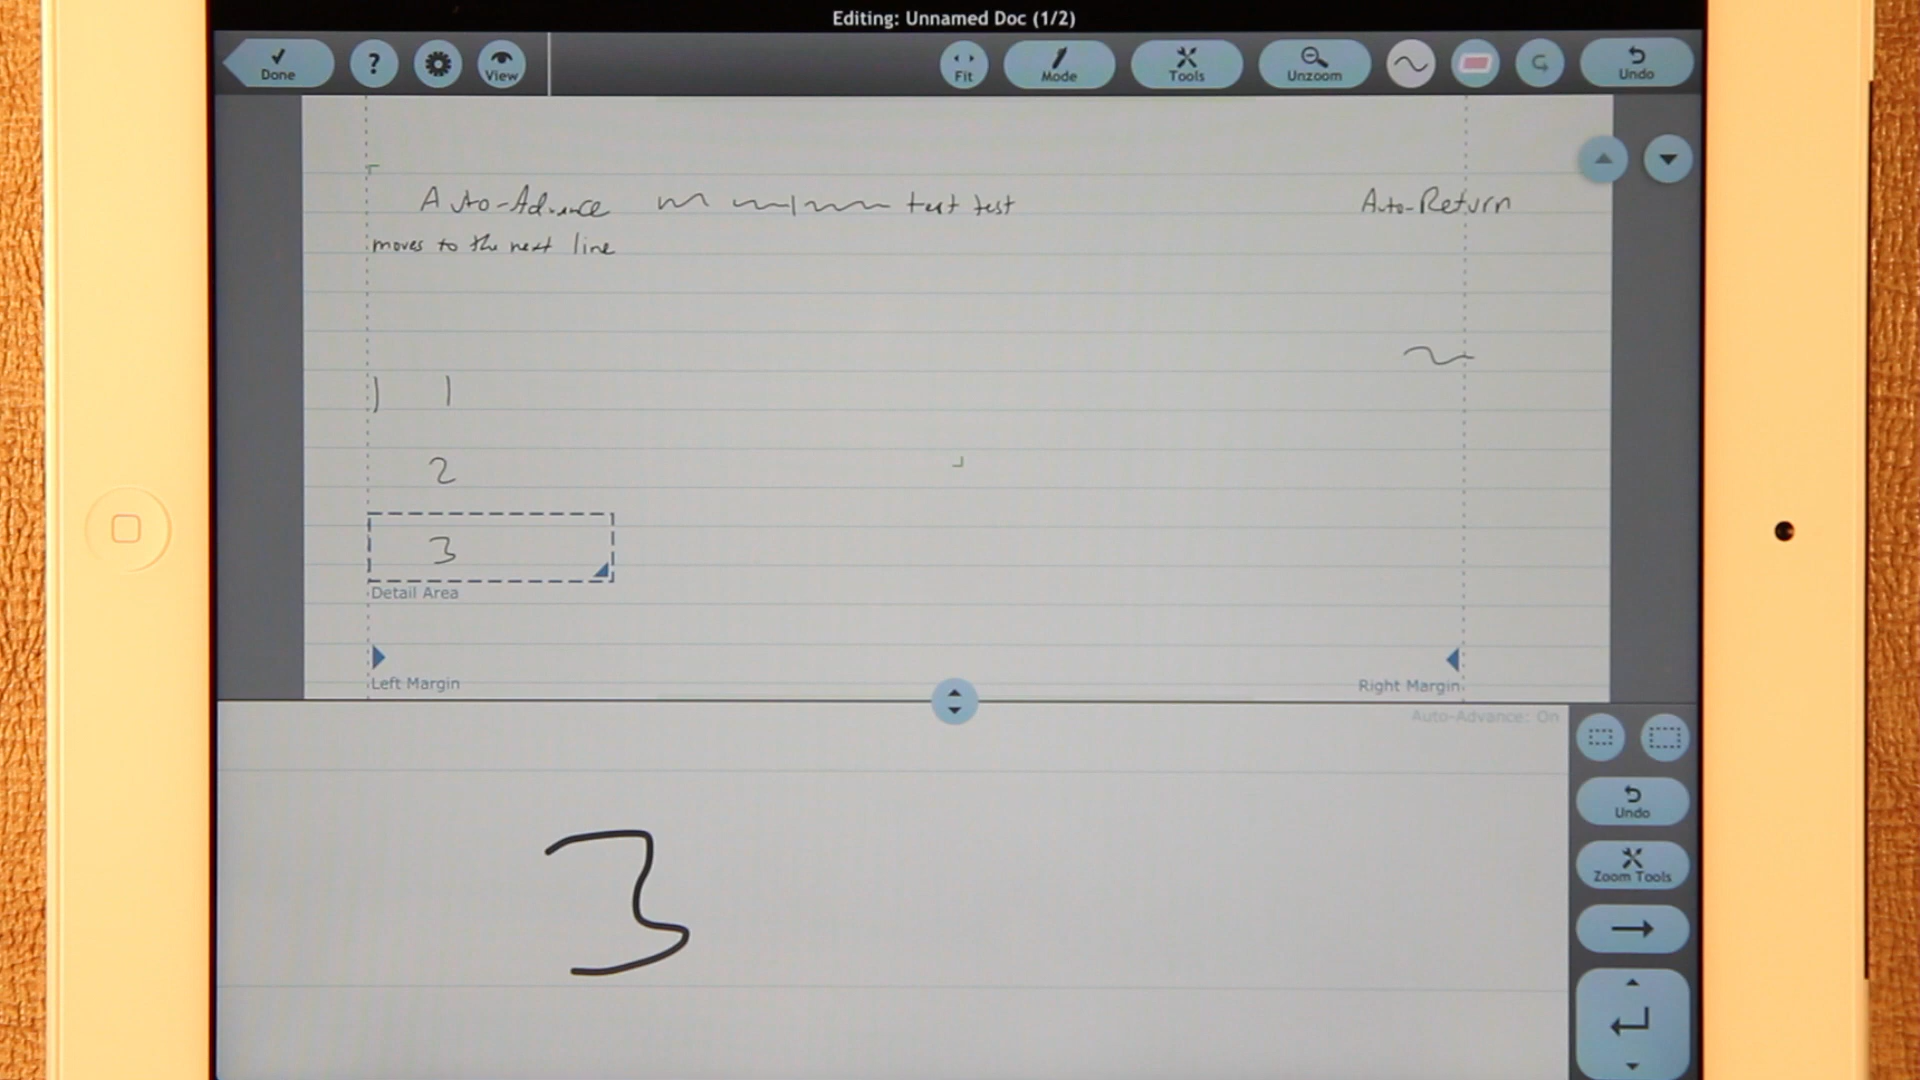 Editing: Unnamed Doc (1/2)
Done ? View Fit Mode Tools Unzoom Undo
Auto-Advance test test Auto-Return
moves to the next line
1
2
3
Detail Area
Left Margin Right Margin
Auto-Advance: On
3
Undo
Zoom Tools